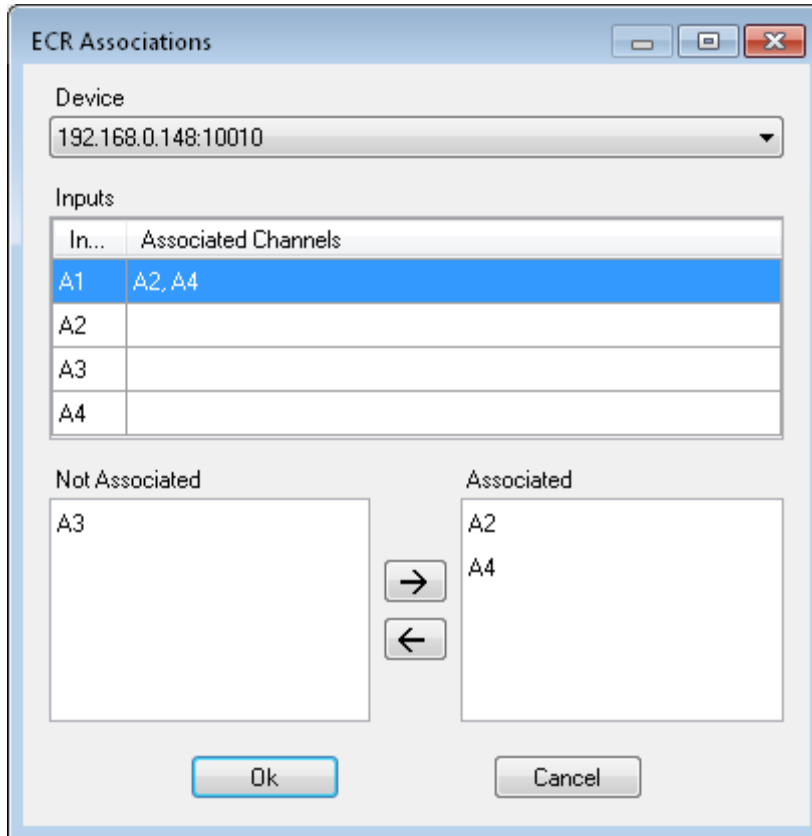 ECR Associations
Device
192.168.0.148:10010
Inputs
In... Associated Channels
A1 A2, A4
A2
A3
A4
Not Associated Associated
A3 A2
A4
Ok Cancel